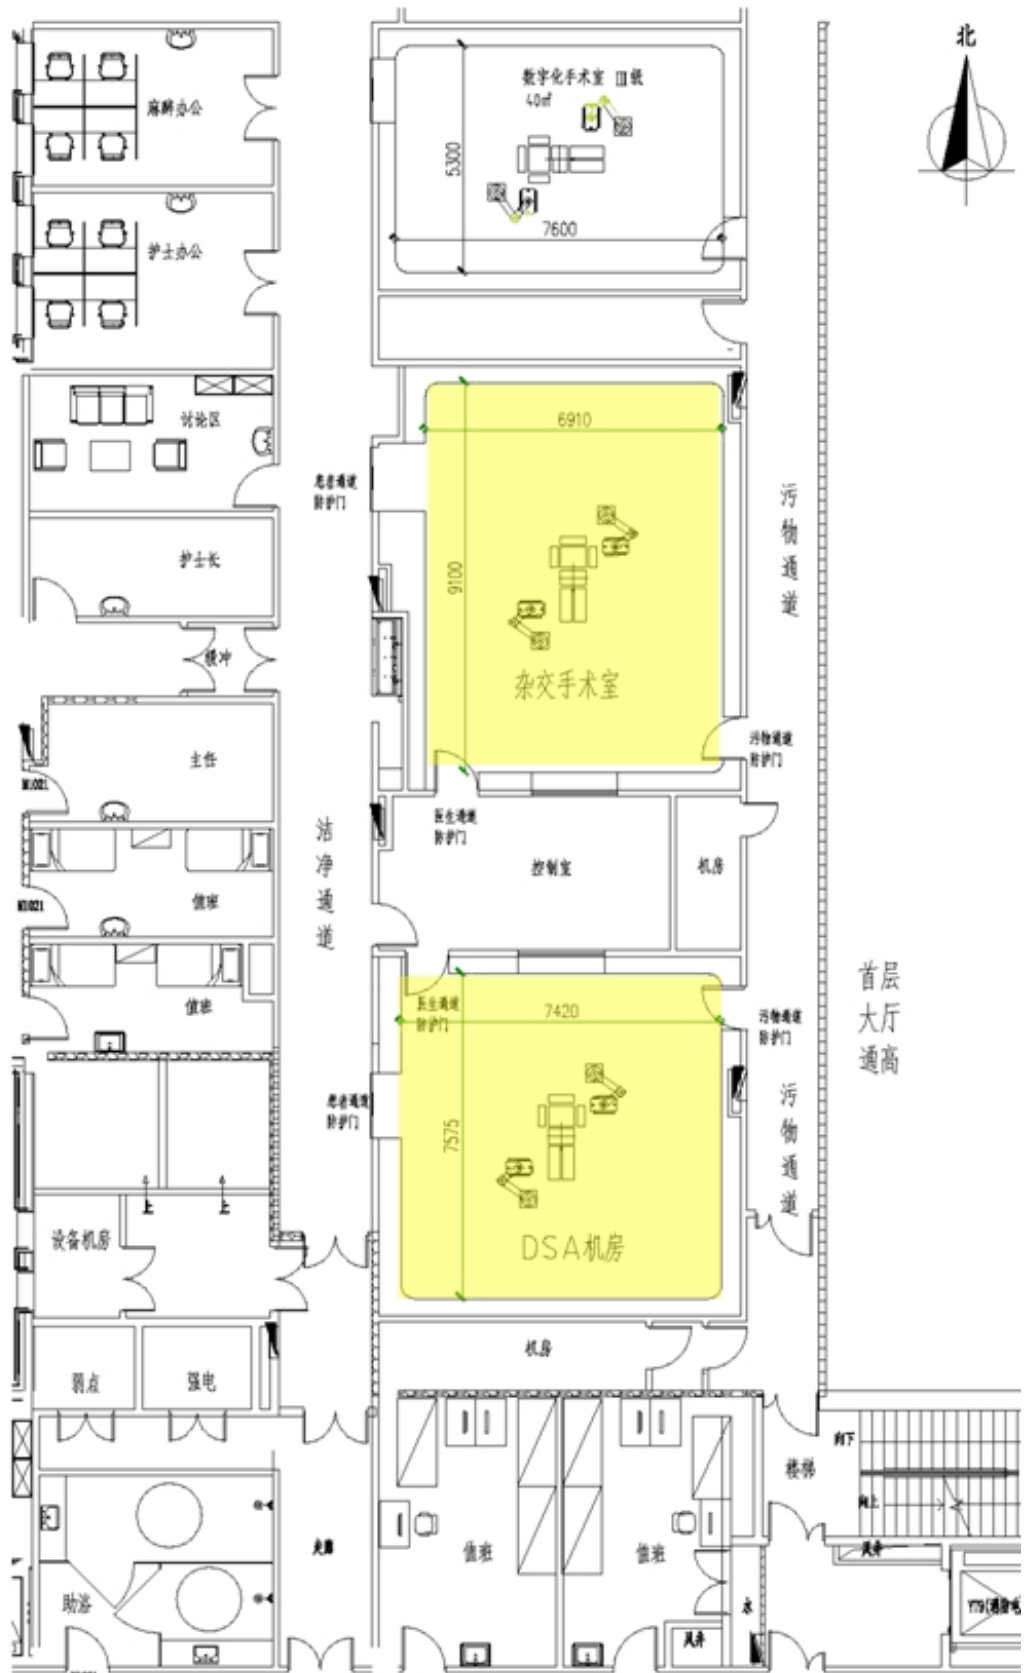 北
数字化手术室 Ⅲ级
40㎡
5300
7600
麻醉办公
护士办公
讨论区
6910
患者通道
防护门
污物通道
护士长
9100
缓冲
杂交手术室
主任
污物通道
防护门
M1021
医生通道
防护门
洁净通道
控制室
机房
值班
M1021
首层
大厅
通高
值班
医生通道
防护门
7420
污物通道
防护门
患者通道
防护门
7575
污物通道
上
上
设备机房
DSA机房
机房
弱点
强电
向下
楼梯
向上
走廊
值班
值班
风井
助浴
水
风井